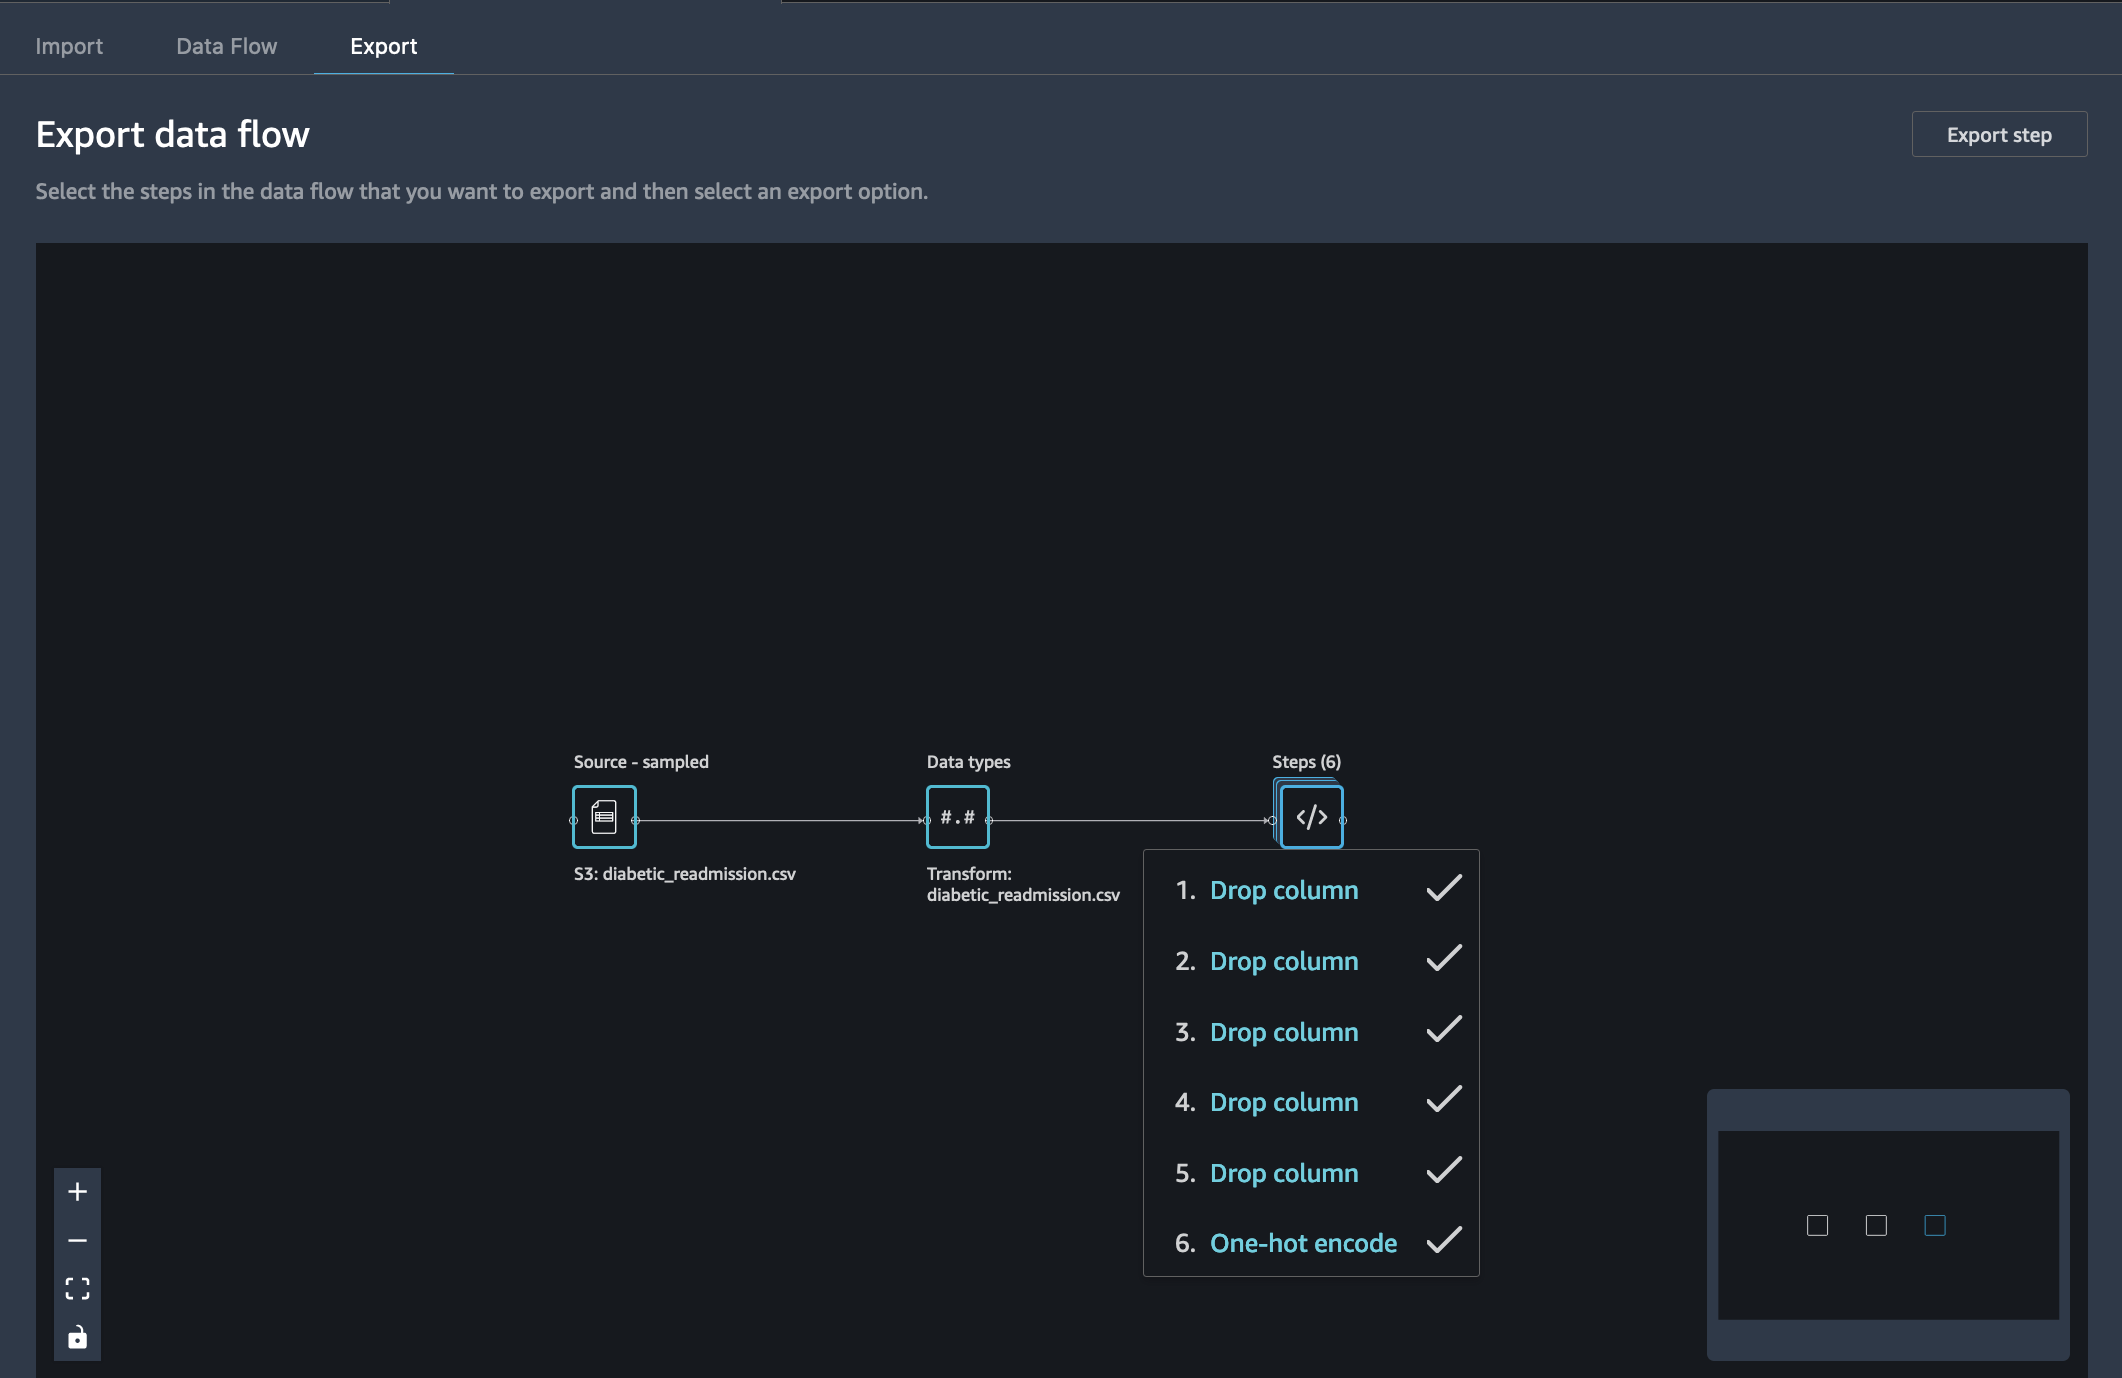 Import Data Flow Export
Export data flow
Export step
Select the steps in the data flow that you want to export and then select an export option.
Source - sampled
Data types
Steps (6)
#.#
</>
S3: diabetic_readmission.csv
Transform:
diabetic_readmission.csv
1. Drop column
2. Drop column
3. Drop column
4. Drop column
5. Drop column
6. One-hot encode